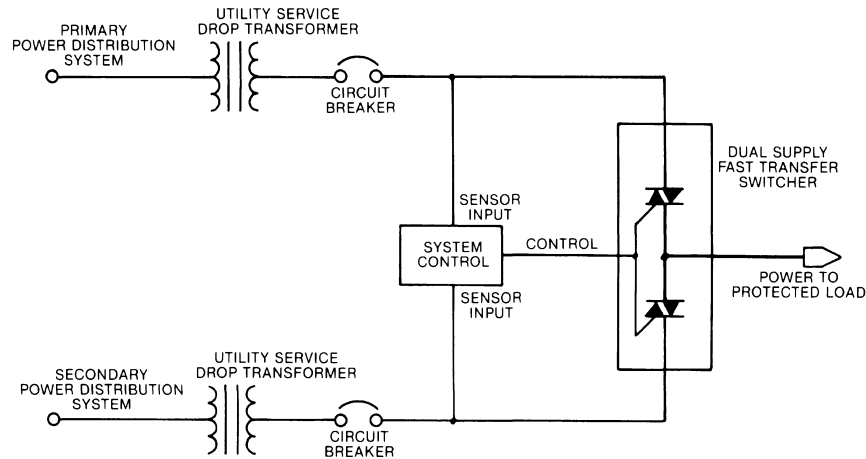 UTILITY SERVICE
DROP TRANSFORMER
PRIMARY
POWER DISTRIBUTION
SYSTEM
CIRCUIT
BREAKER
DUAL SUPPLY
FAST TRANSFER
SWITCHER
SENSOR
INPUT
SYSTEM
CONTROL
CONTROL
POWER TO
PROTECTED LOAD
SENSOR
INPUT
UTILITY SERVICE
DROP TRANSFORMER
SECONDARY
POWER DISTRIBUTION
SYSTEM
CIRCUIT
BREAKER